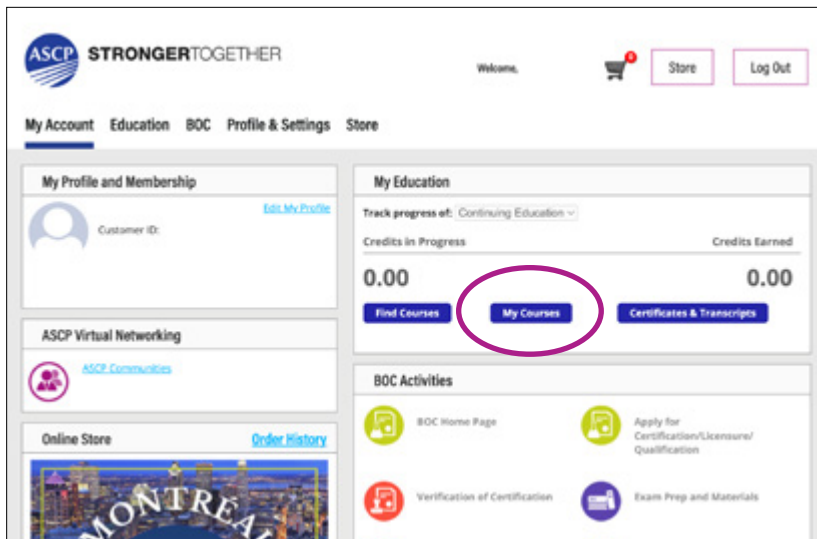 ASCP STRONGERTOGETHER
Welcome,
Store
Log Out
My Account Education BOC Profile & Settings Store
My Profile and Membership
Edit My Profile
Customer ID:
ASCP Virtual Networking
ASCP Communities
Online Store
Order History
MONTRÉAL
My Education
Track progress of: Continuing Education
Credits in Progress
Credits Earned
0.00
0.00
Find Courses
My Courses
Certificates & Transcripts
BOC Activities
BOC Home Page
Apply for
Certification/Licensure/
Qualification
Verification of Certification
Exam Prep and Materials